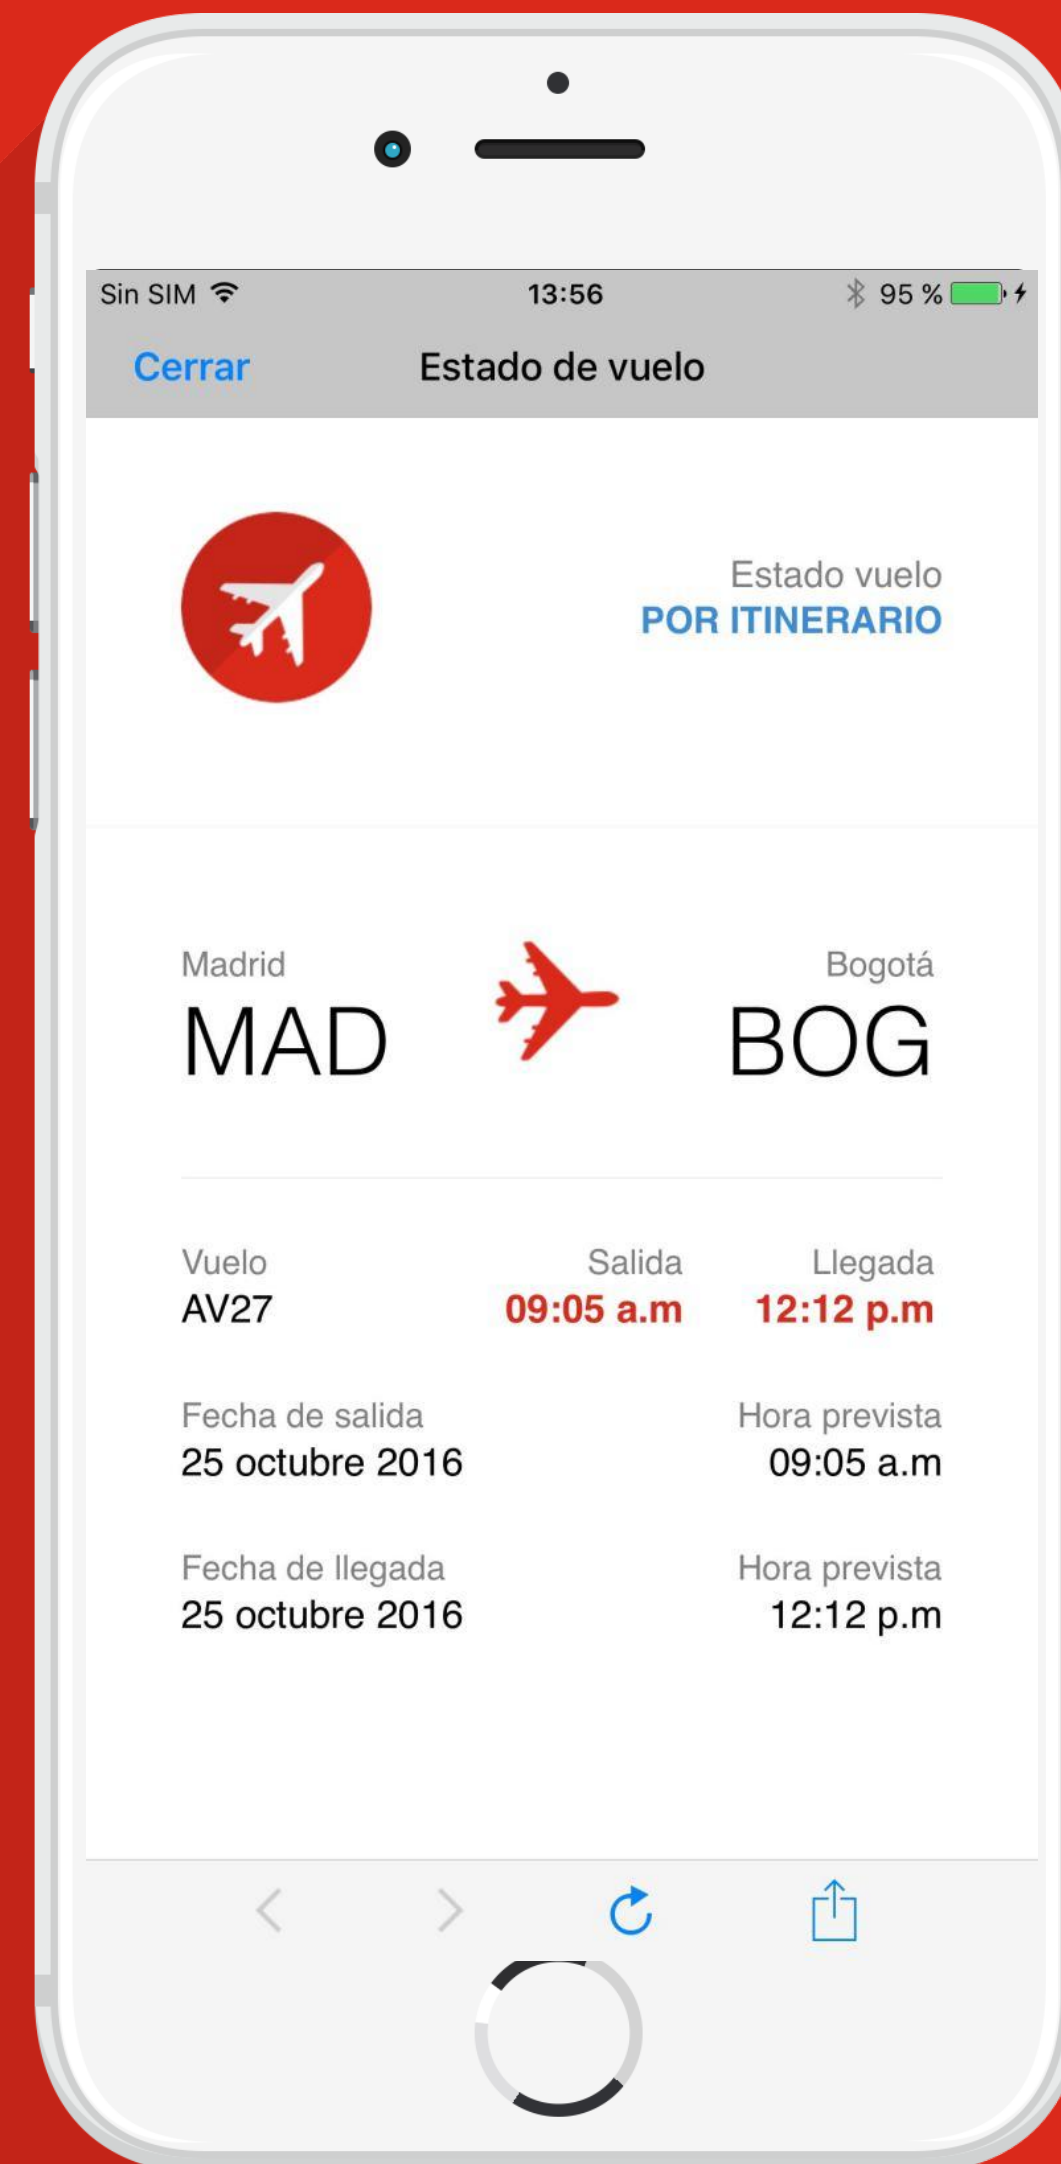 Sin SIM 13:56 95 %
Cerrar Estado de vuelo
Estado vuelo
POR ITINERARIO
Madrid Bogotá
MAD BOG
Vuelo Salida Llegada
AV27 09:05 a.m 12:12 p.m
Fecha de salida Hora prevista
25 octubre 2016 09:05 a.m
Fecha de llegada Hora prevista
25 octubre 2016 12:12 p.m